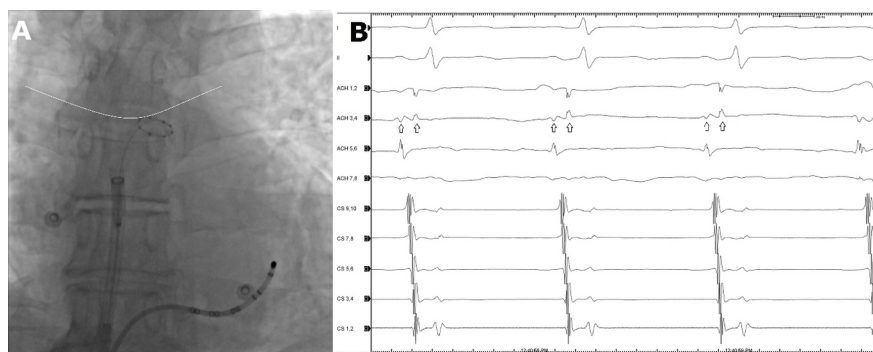 A
B
I
II
ACH 1,2
ACH 3,4
ACH 5,6
ACH 7,8
CS 9,10
CS 7,8
CS 5,6
CS 3,4
CS 1,2